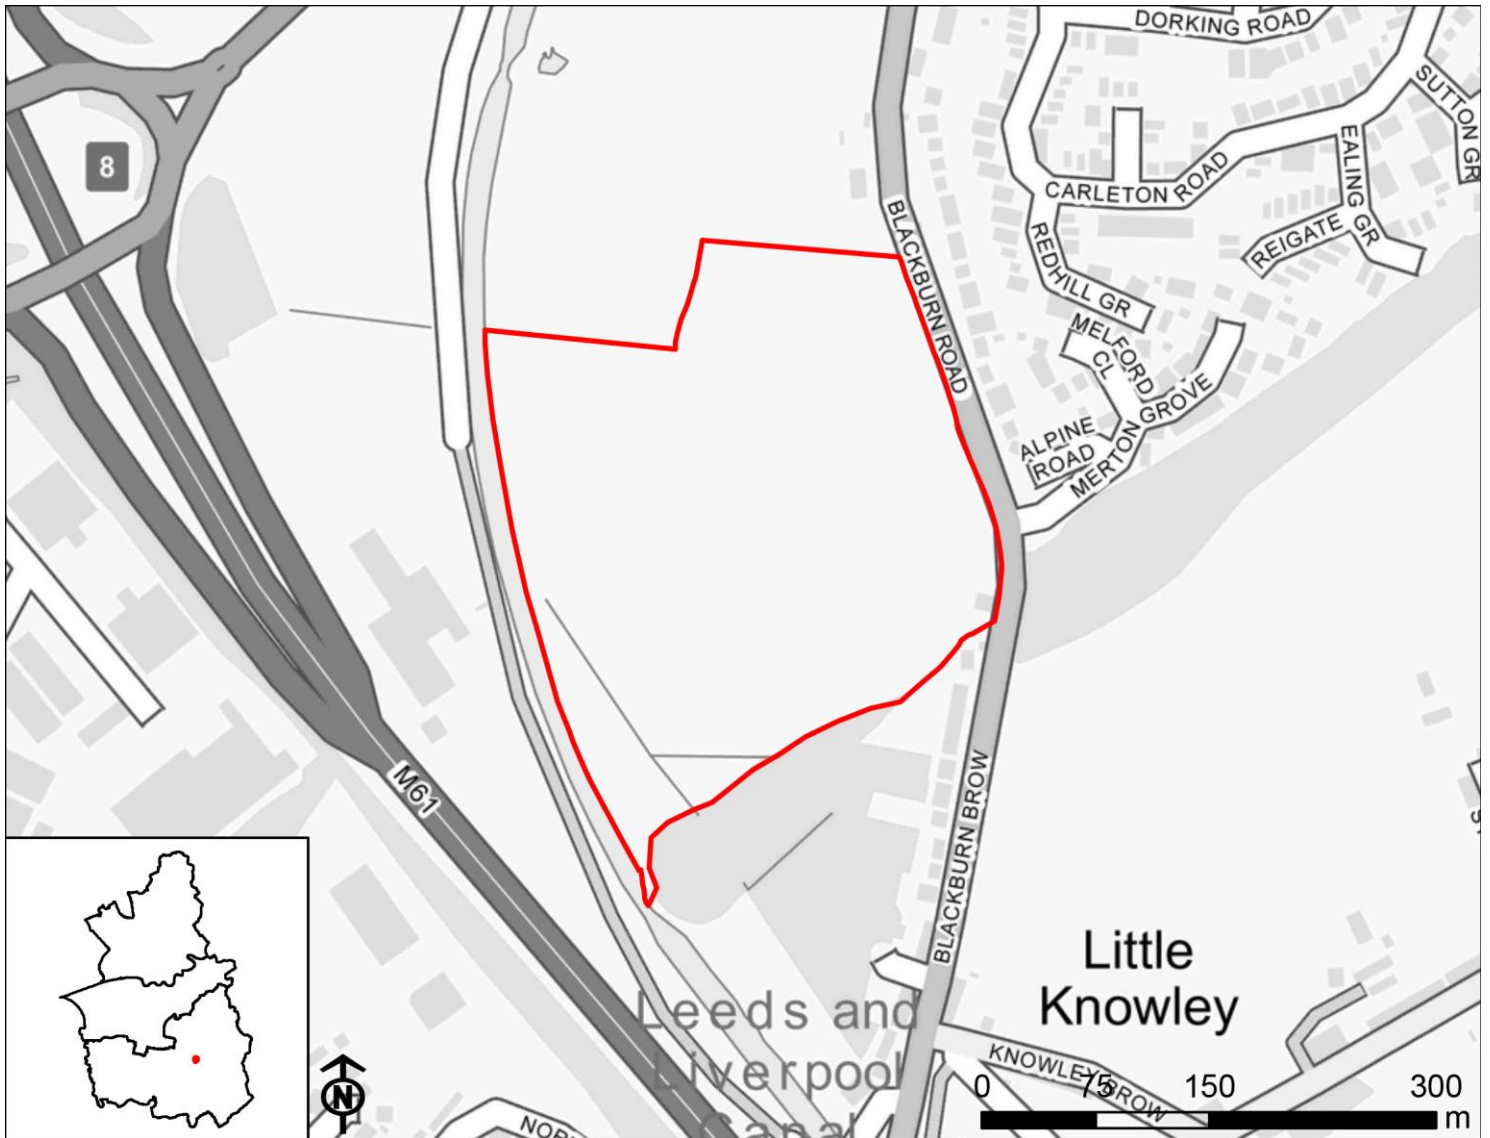 DORKING ROAD
SUTTON GR
8
EALING GR
CARLETON ROAD
BLACKBURN ROAD
REIGATE
REDHILL GR
MELFORD
CL
GROVE
ALPINE
ROAD
MERTON
M61
BLACKBURN BROW
Little
Knowley
Leeds and
Liverpool
Canal
KNOWLEY BROW
0 75 150 300
m
N